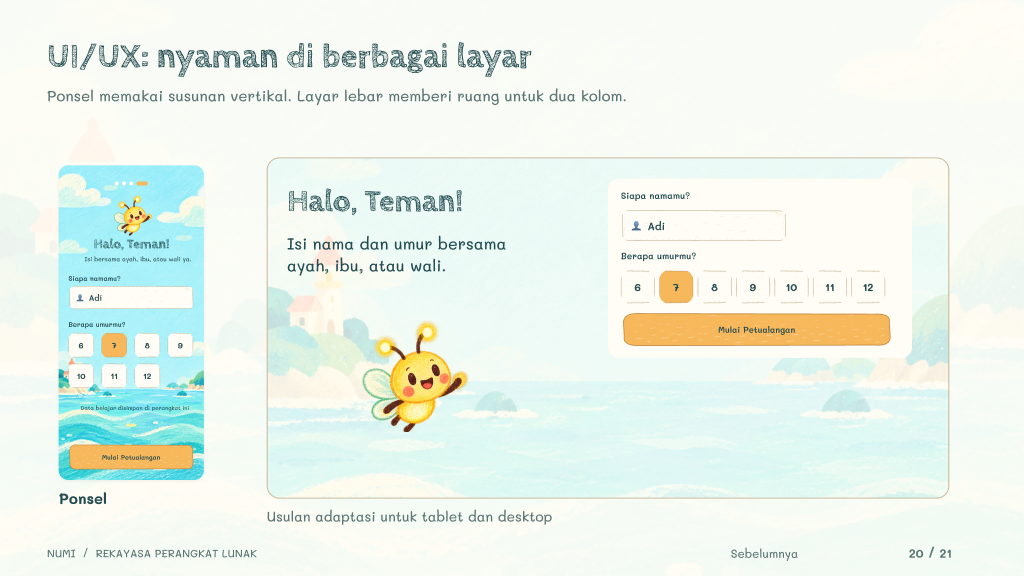 UI/UX: nyaman di berbagai layar
Ponsel memakai susunan vertikal. Layar lebar memberi ruang untuk dua kolom.
Halo, Teman!
Isi bersama ayah, ibu, atau wali ya.
Siapa namamu?
Adi
Berapa umurmu?
6 7 8 9
10 11 12
Data belajar disimpan di perangkat ini
Mulai Petualangan
Ponsel
Halo, Teman!
Isi nama dan umur bersama
ayah, ibu, atau wali.
Siapa namamu?
Adi
Berapa umurmu?
6 7 8 9 10 11 12
Mulai Petualangan
Usulan adaptasi untuk tablet dan desktop
NUMI / REKAYASA PERANGKAT LUNAK
Sebelumnya
20 / 21